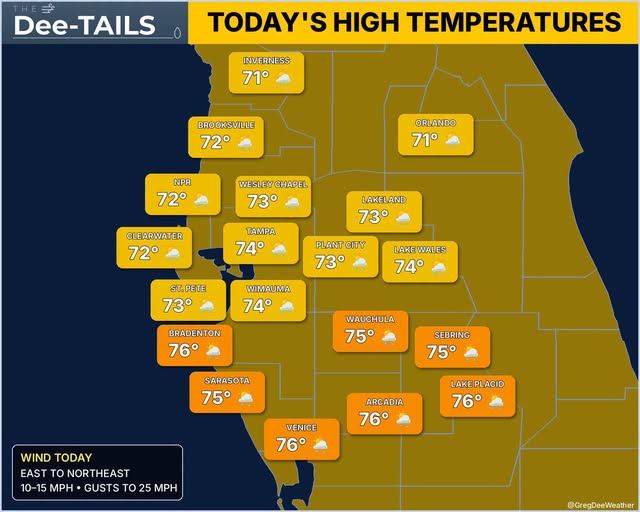 THE
Dee-TAILS
TODAY'S HIGH TEMPERATURES
INVERNESS
71°
BROOKSVILLE
72°
ORLANDO
71°
NPR
72°
WESLEY CHAPEL
73°
LAKELAND
73°
CLEARWATER
72°
TAMPA
74°
PLANT CITY
73°
LAKE WALES
74°
ST. PETE
73°
WIMAUMA
74°
BRADENTON
76°
WAUCHULA
75°
SEBRING
75°
SARASOTA
75°
ARCADIA
76°
LAKE PLACID
76°
VENICE
76°
WIND TODAY
EAST TO NORTHEAST
10–15 MPH • GUSTS TO 25 MPH
@GregDeeWeather